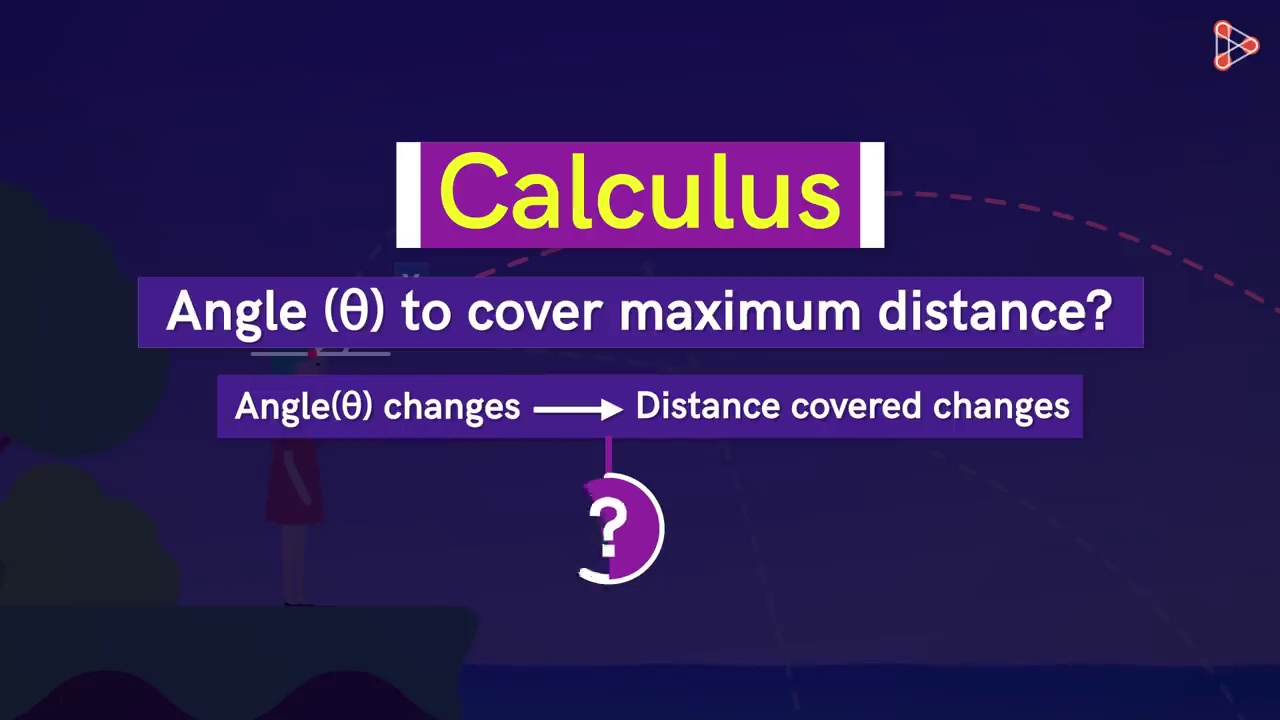 Calculus
Angle (θ) to cover maximum distance?
Angle(θ) changes → Distance covered changes
?